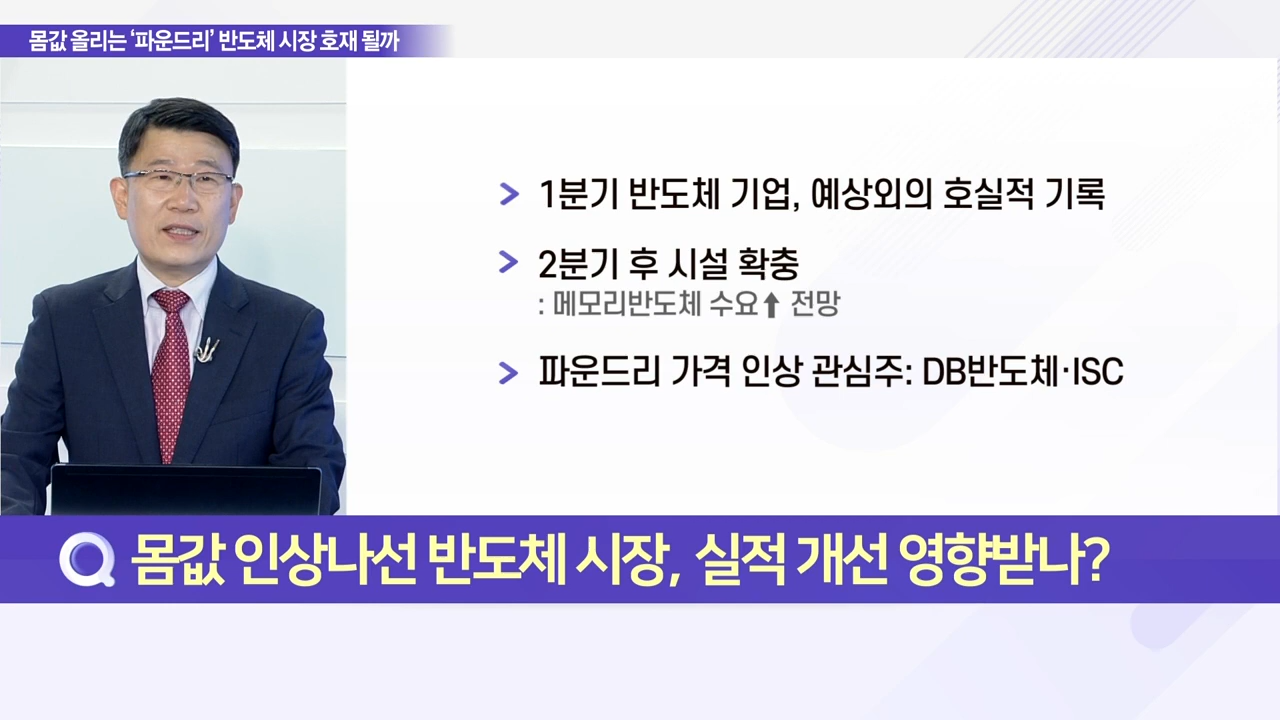 몸값 올리는 ‘파운드리’ 반도체 시장 호재 될까
> 1분기 반도체 기업, 예상외의 호실적 기록
> 2분기 후 시설 확충
: 메모리반도체 수요⬆ 전망
> 파운드리 가격 인상 관심주: DB반도체·ISC
Q 몸값 인상나선 반도체 시장, 실적 개선 영향받나?